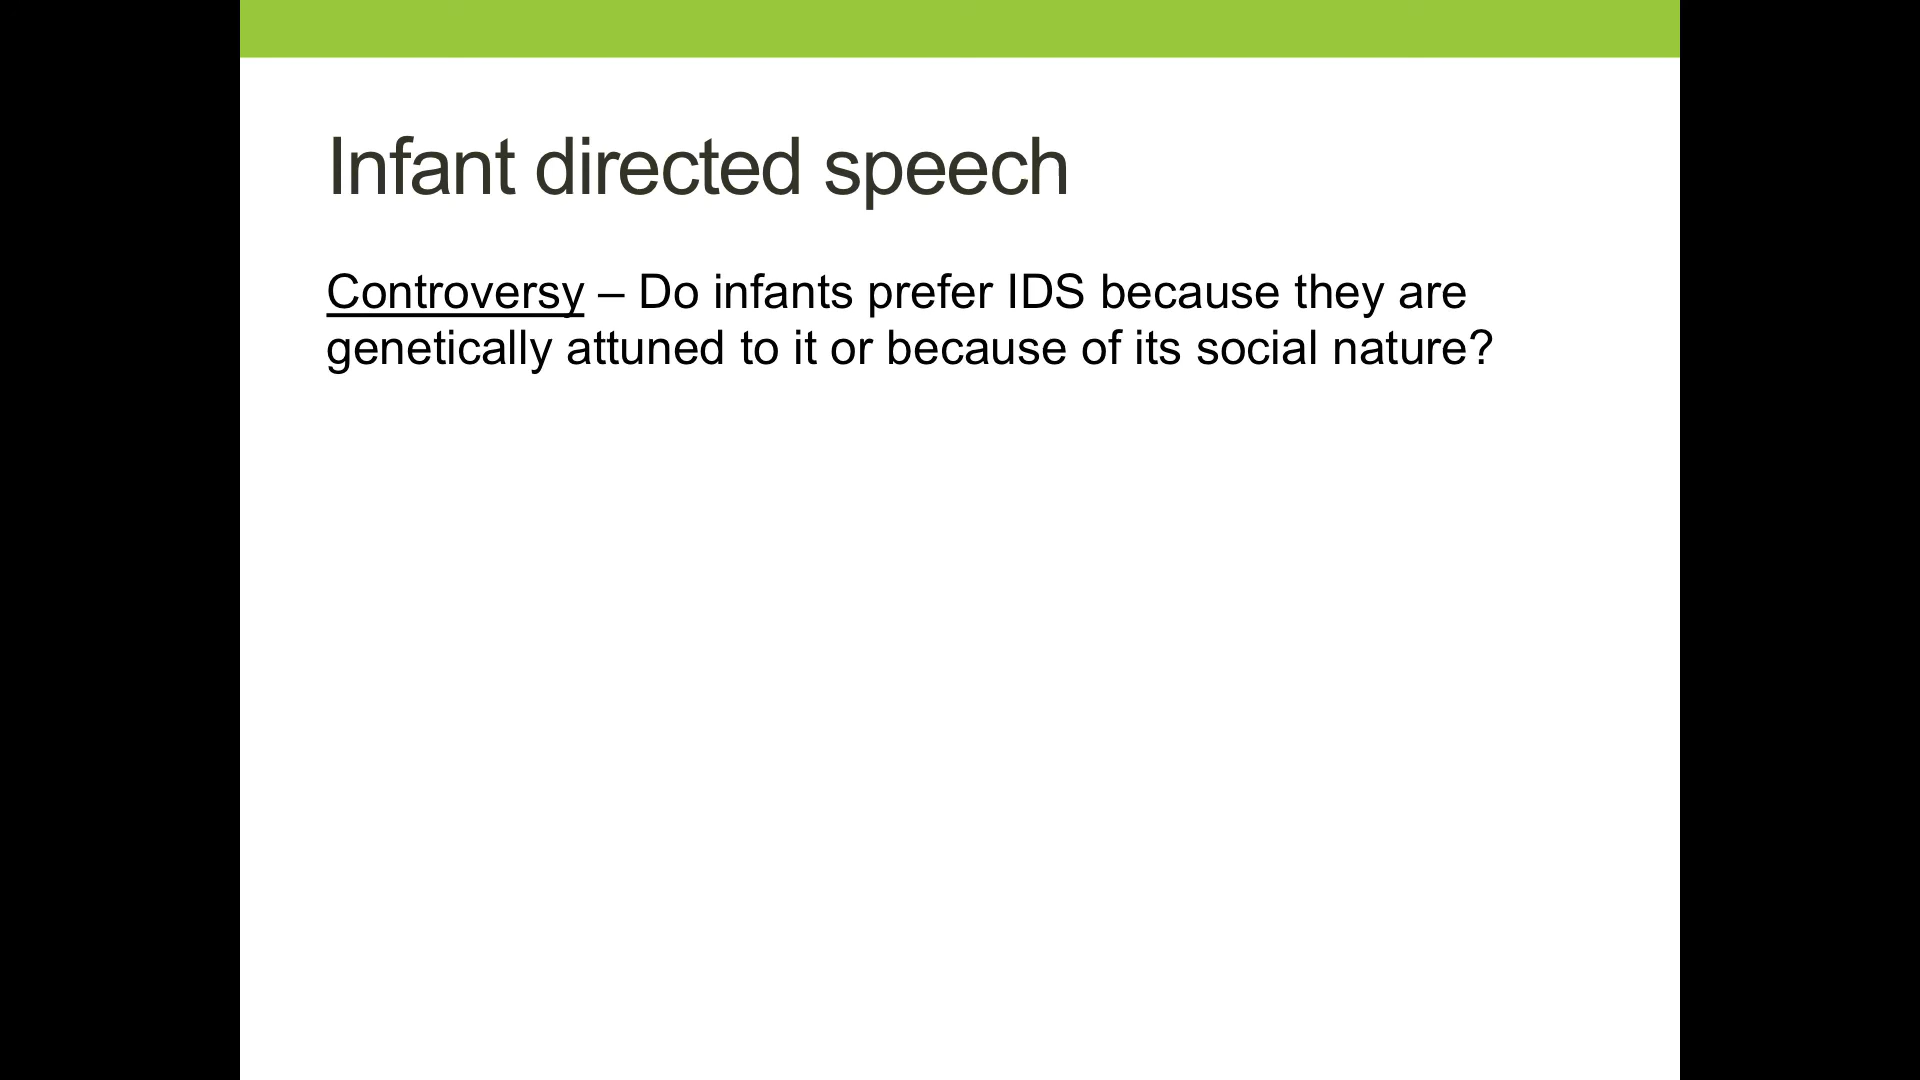 Infant directed speech
Controversy – Do infants prefer IDS because they are
genetically attuned to it or because of its social nature?